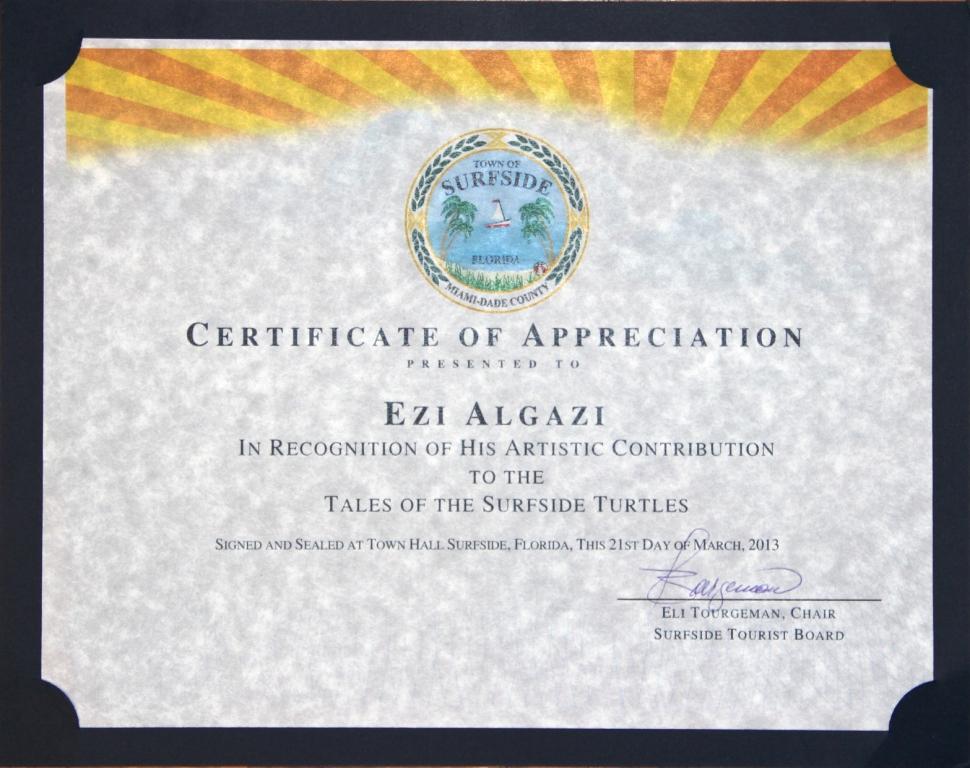 TOWN OF
SURFSIDE
FLORIDA
MIAMI-DADE COUNTY
CERTIFICATE OF APPRECIATION
PRESENTED TO
EZI ALGAZI
IN RECOGNITION OF HIS ARTISTIC CONTRIBUTION
TO THE
TALES OF THE SURFSIDE TURTLES
SIGNED AND SEALED AT TOWN HALL SURFSIDE, FLORIDA, THIS 21ST DAY OF MARCH, 2013
ELI TOURGEMAN, CHAIR
SURFSIDE TOURIST BOARD